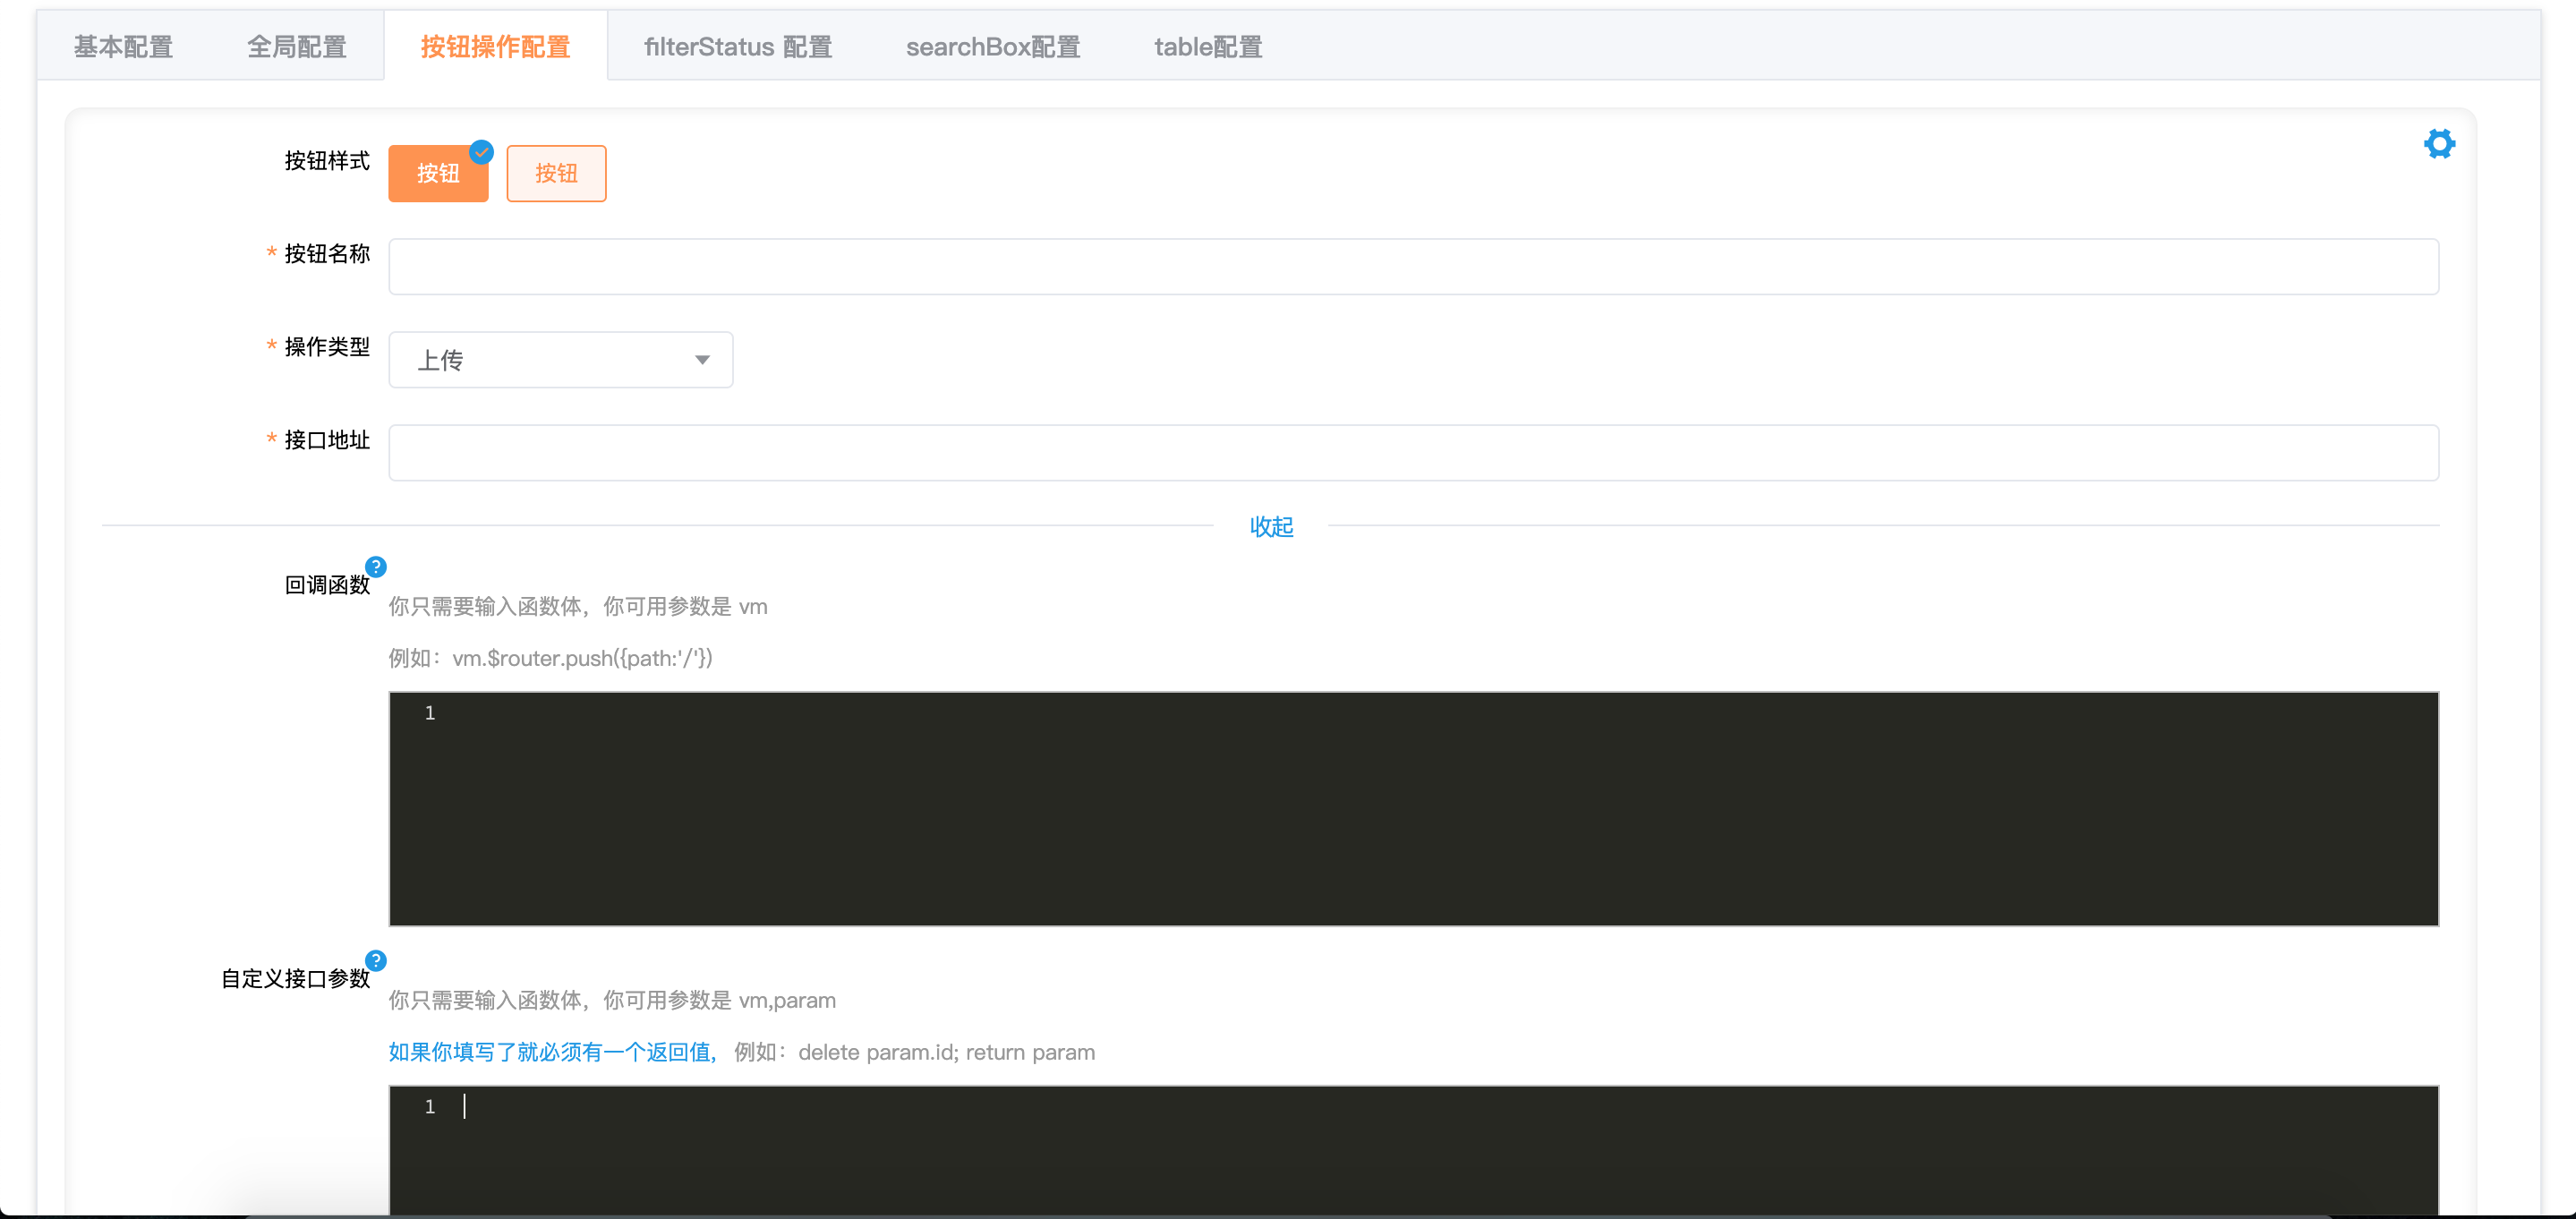 基本配置 全局配置 按钮操作配置 filterStatus 配置 searchBox配置 table配置
按钮样式 按钮 按钮
* 按钮名称
* 操作类型 上传
* 接口地址
收起
回调函数 ?
你只需要输入函数体，你可用参数是 vm
例如：vm.$router.push({path:'/'})
1
自定义接口参数 ?
你只需要输入函数体，你可用参数是 vm,param
如果你填写了就必须有一个返回值，例如：delete param.id; return param
1